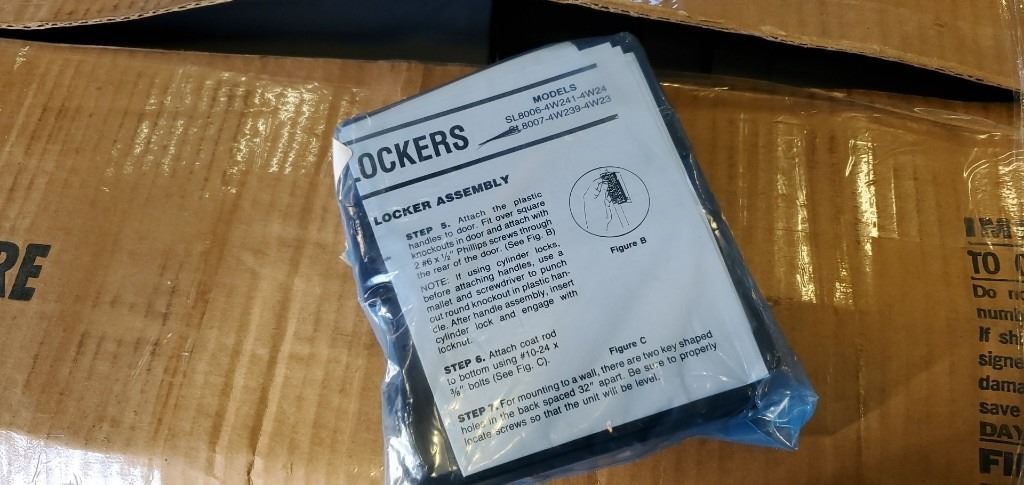 MODELS
SL8006-4W241-4W24
SL8007-4W239-4W23
LOCKERS
LOCKER ASSEMBLY
STEP 5. Attach the plastic
handles to door. Fit over square
knockouts in door and attach with
2 #6 x ½" Phillips screws through
the rear of the door. (See Fig. B)
NOTE: If using cylinder locks,
before attaching handles, use a
mallet and screwdriver to punch
out round knockout in plastic han-
dle. After handle assembly, insert
cylinder lock and engage with
locknut.
Figure B
STEP 6. Attach coat rod
to bottom using #10-24 x
⅜" bolts (See Fig. C).
Figure C
STEP 7. For mounting to a wall, there are two key shaped
holes in the back spaced 32" apart. Be sure to properly
locate screws so that the unit will be level.
RE
IM
TO
Do
numb
If sh
signe
dama
save
DAY
FI